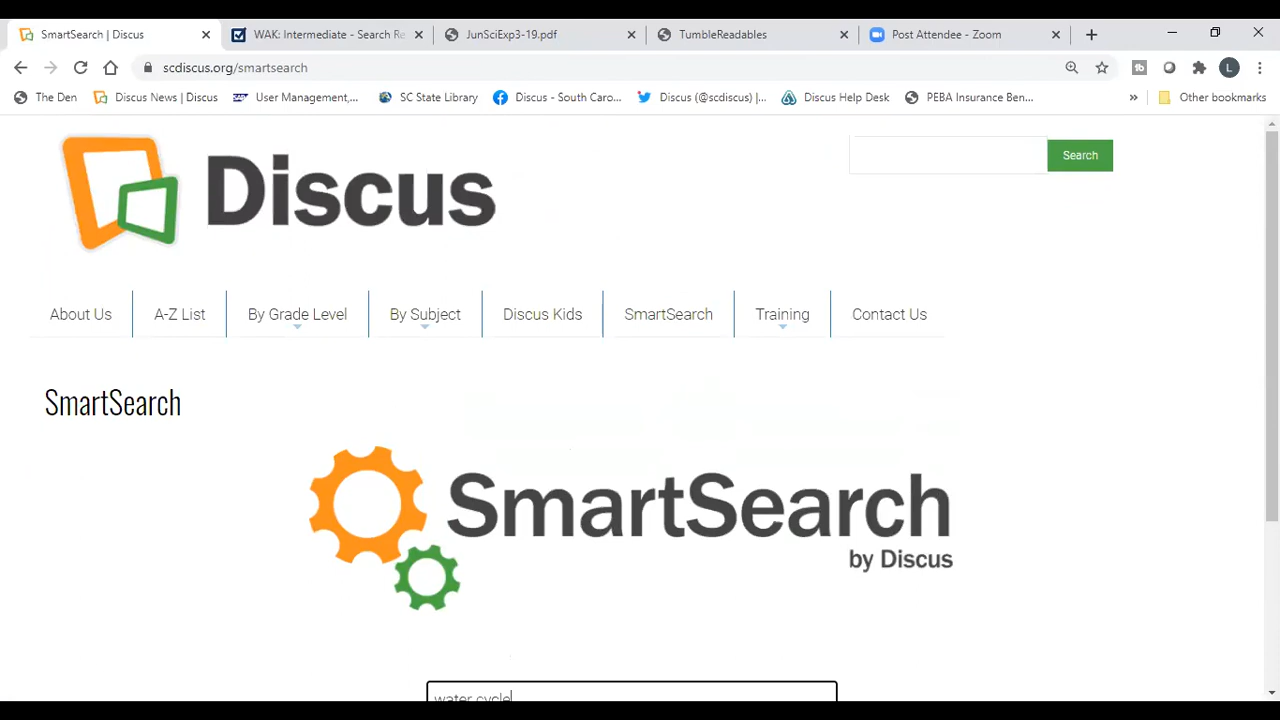 SmartSearch | Discus
WAK: Intermediate - Search Re
JunSciExp3-19.pdf
TumbleReadables
Post Attendee - Zoom
scdiscus.org/smartsearch
L
The Den
Discus News | Discus
User Management,...
SC State Library
Discus - South Caro...
Discus (@scdiscus) |...
Discus Help Desk
PEBA Insurance Ben...
»
Other bookmarks
Discus
Search
About Us
A-Z List
By Grade Level
By Subject
Discus Kids
SmartSearch
Training
Contact Us
SmartSearch
SmartSearch
by Discus
water cycle